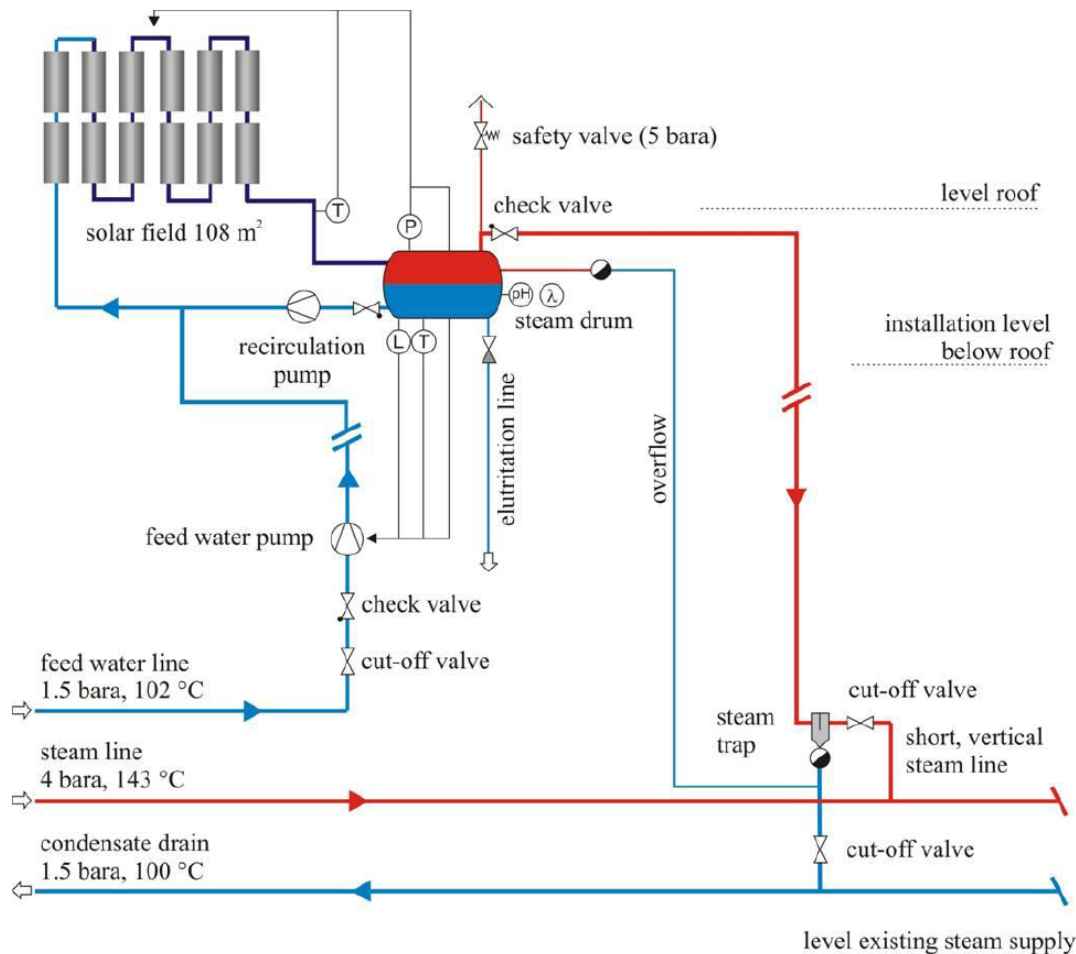 safety valve (5 bara)
level roof
check valve
T
P
solar field 108 m²
pH
λ
steam drum
installation level
below roof
recirculation
pump
L
T
elutritation line
overflow
feed water pump
check valve
cut-off valve
feed water line
1.5 bara, 102 °C
cut-off valve
steam
trap
short, vertical
steam line
steam line
4 bara, 143 °C
condensate drain
1.5 bara, 100 °C
cut-off valve
level existing steam supply